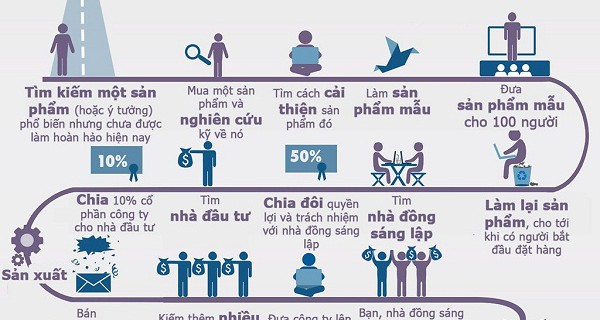 Tìm kiếm một sản
phẩm (hoặc ý tưởng)
phổ biến nhưng chưa được
làm hoàn hảo hiện nay
Mua một sản
phẩm và
nghiên cứu
kỹ về nó
Tìm cách cải
thiện sản
phẩm đó
Làm sản
phẩm mẫu
Đưa
sản phẩm mẫu
cho 100 người
Làm lại sản
phẩm, cho tới
khi có người bắt
đầu đặt hàng
Tìm
nhà đồng
sáng lập
50%
Chia đôi quyền
lợi và trách nhiệm
với nhà đồng sáng
lập
Tìm
nhà đầu tư
10%
Chia 10% cổ
phần công ty
cho nhà đầu tư
Sản xuất
Bán
Kiếm thêm nhiều
Đưa công ty lên
Bạn, nhà đồng sáng